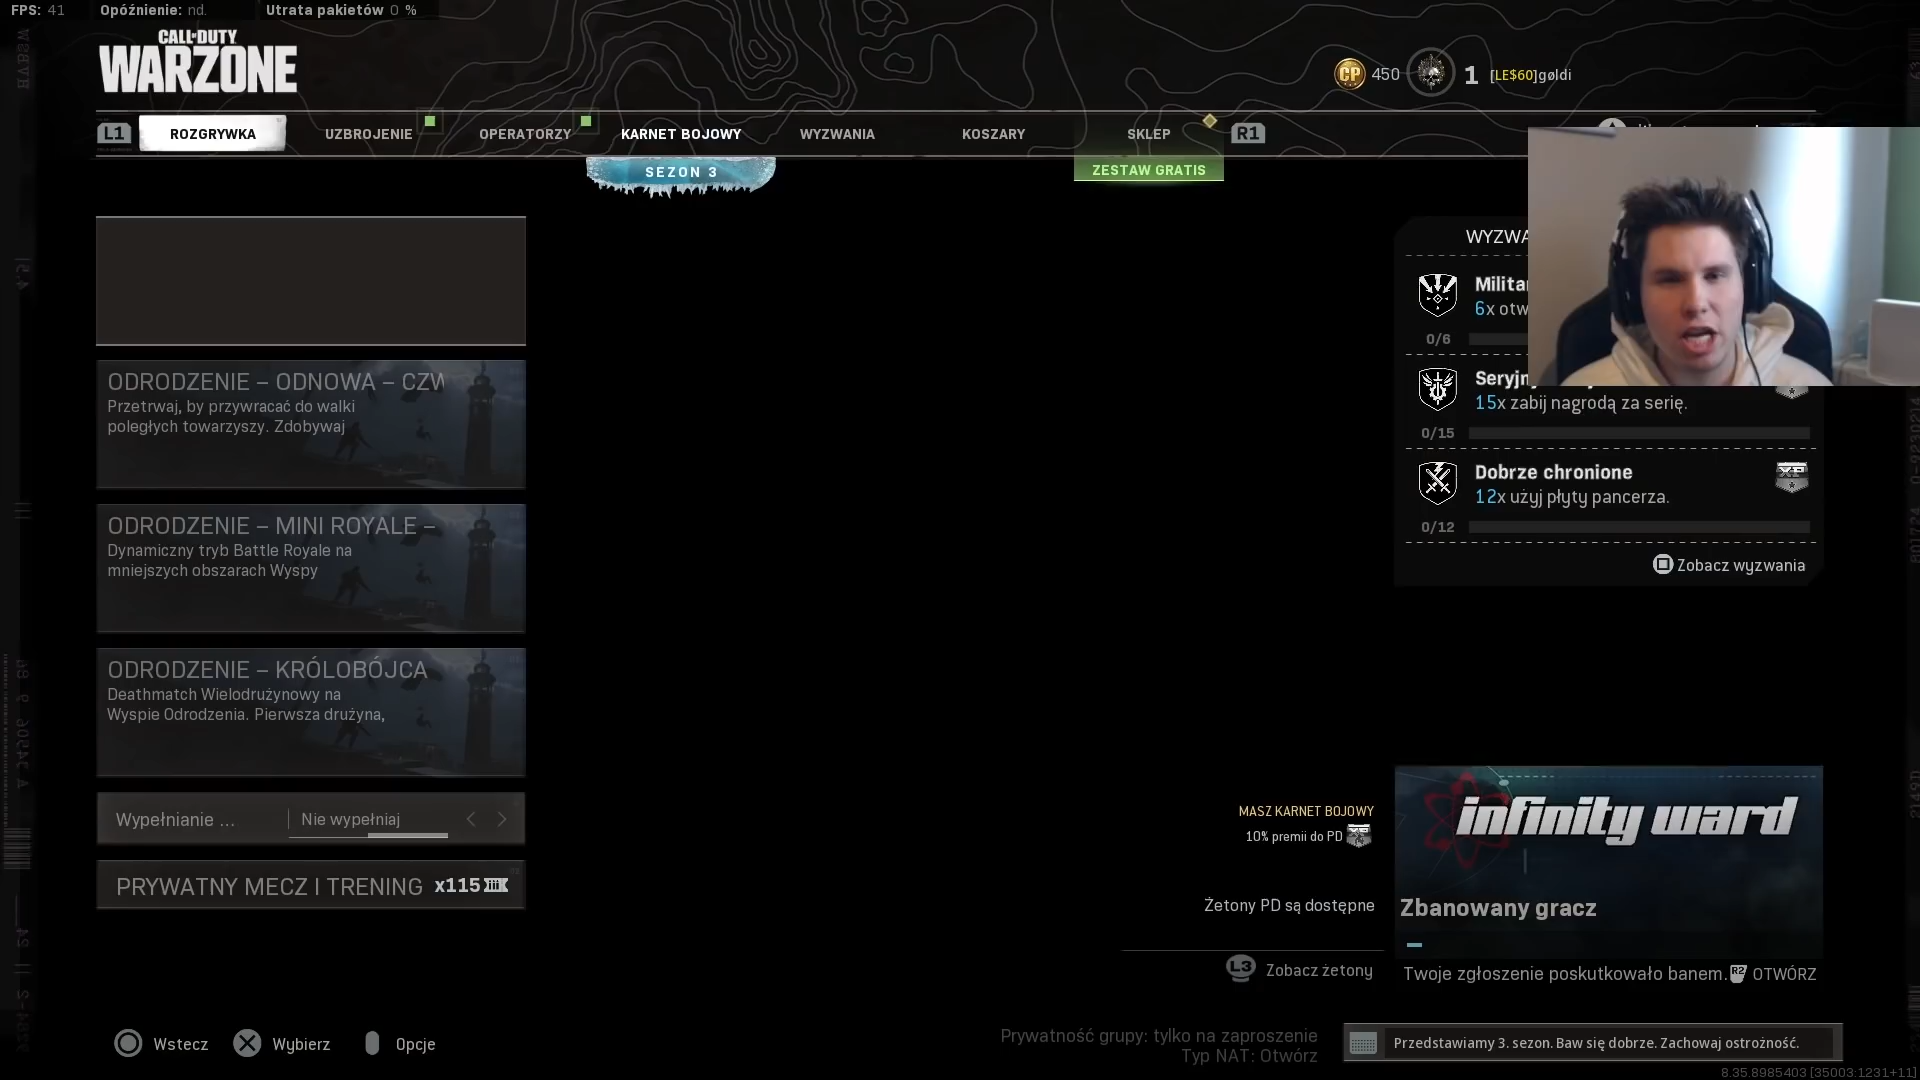 FPS: 41 Opóźnienie: nd. Utrata pakietów 0 %
CALL OF DUTY
WARZONE
CP 450 1 [LE$60]gøldi
L1 ROZGRYWKA UZBROJENIE OPERATORZY KARNET BOJOWY WYZWANIA KOSZARY SKLEP R1
SEZON 3
ZESTAW GRATIS
ODRODZENIE – ODNOWA –
Przetrwaj, by przywracać do walki
poległych towarzyszy. Zdobywaj
ODRODZENIE – MINI ROYALE –
Dynamiczny tryb Battle Royale na
mniejszych obszarach Wyspy
ODRODZENIE – KRÓLOBÓJCA
Deathmatch Wielodrużynowy na
Wyspie Odrodzenia. Pierwsza drużyna,
Wypełnianie ... Nie wypełniaj
PRYWATNY MECZ I TRENING x115
6x
0/6
15x zabij nagrodą za serię.
0/15
Dobrze chronione
12x użyj płyty pancerza.
0/12
Zobacz wyzwania
MASZ KARNET BOJOWY
10% premii do PD
Żetony PD są dostępne
L3 Zobacz żetony
infinity ward
Zbanowany gracz
Twoje zgłoszenie poskutkowało banem. R2 OTWÓRZ
Wstecz Wybierz Opcje
Prywatność grupy: tylko na zaproszenie
Typ NAT: Otwórz
Przedstawiamy 3. sezon. Baw się dobrze. Zachowaj ostrożność.
8.35.8985403 [35003:1231+11]